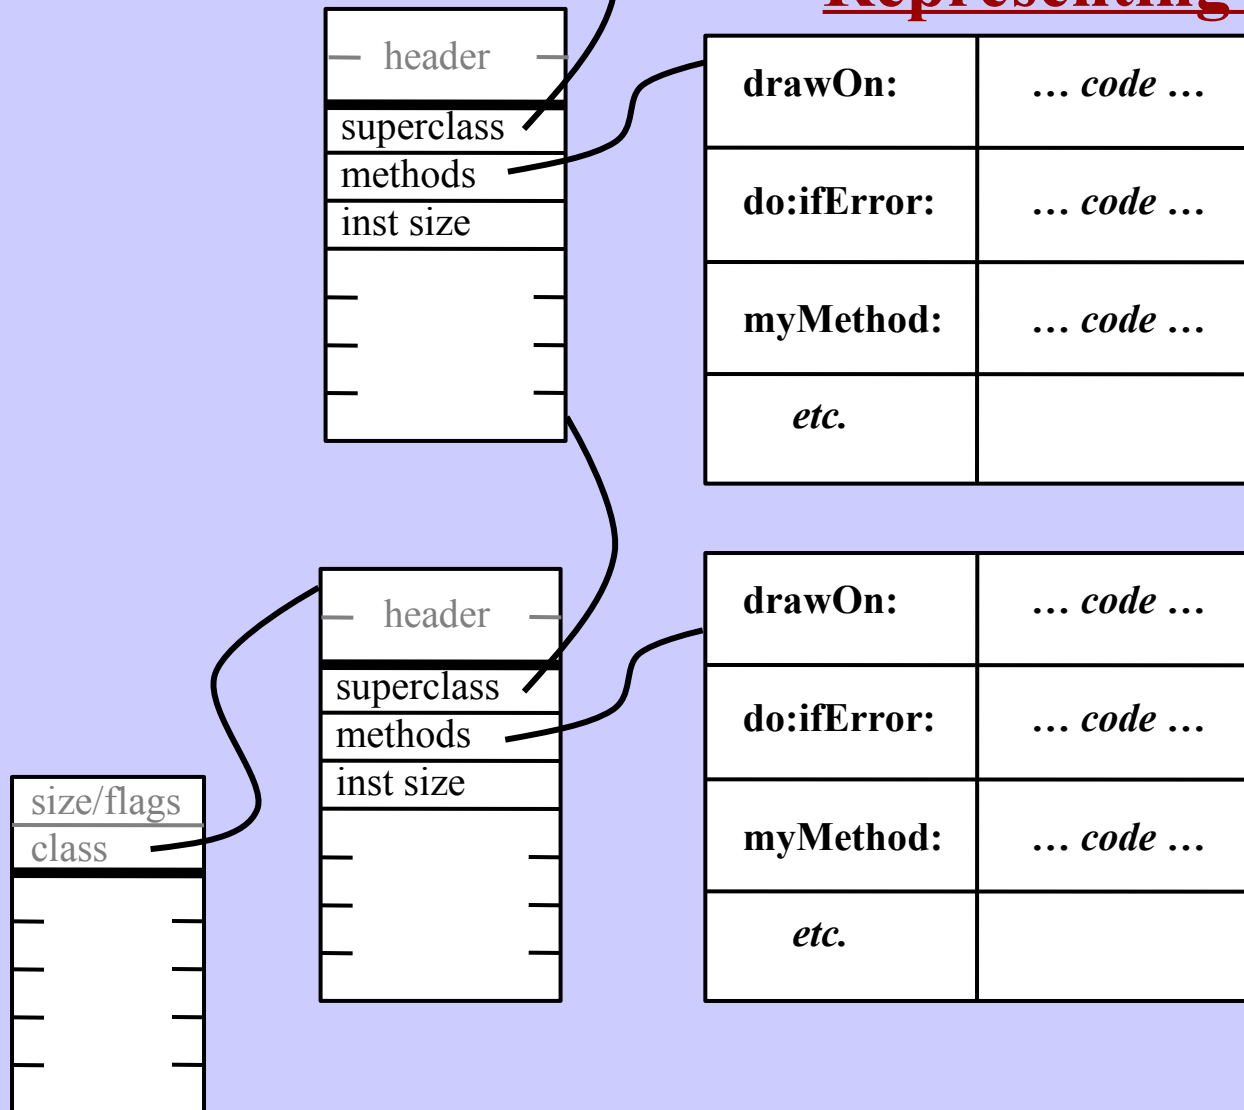 Representing
header
superclass
methods
inst size
drawOn: … code …
do:ifError: … code …
myMethod: … code …
etc.
header
superclass
methods
inst size
drawOn: … code …
do:ifError: … code …
myMethod: … code …
etc.
size/flags
class